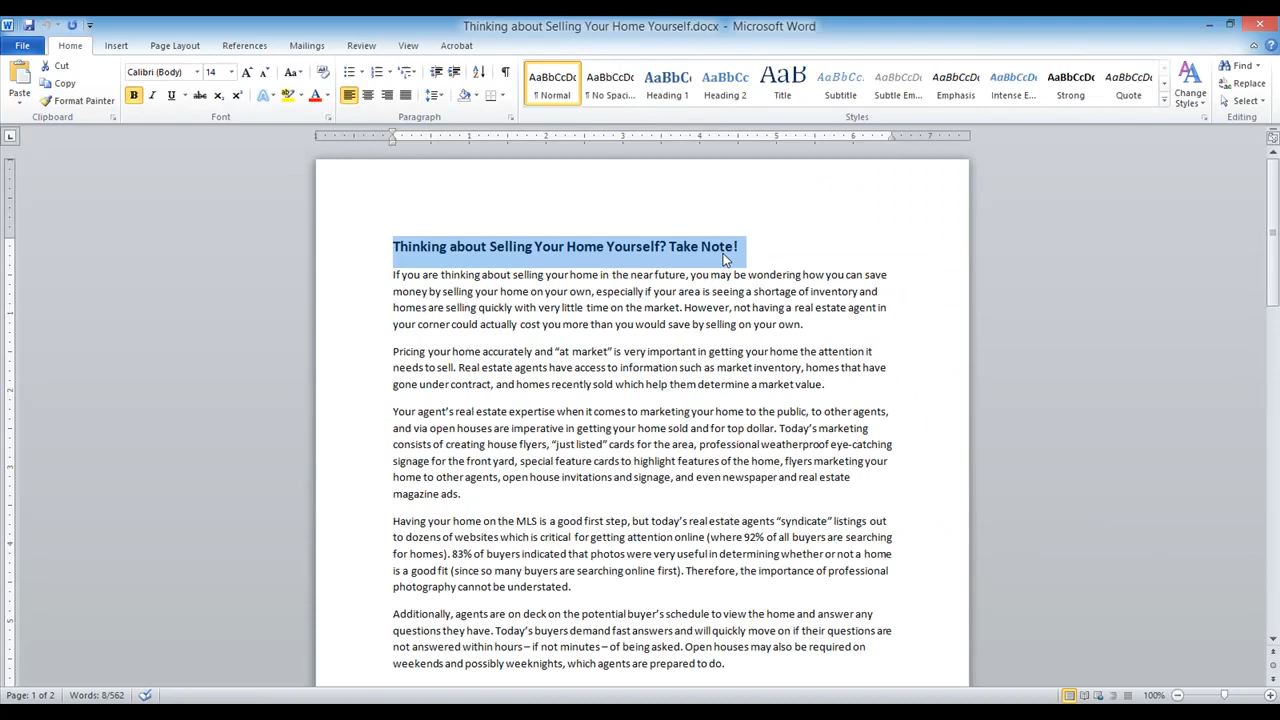 Thinking about Selling Your Home Yourself.docx - Microsoft Word
File Home Insert Page Layout References Mailings Review View Acrobat
Paste
Cut
Copy
Format Painter
Clipboard
Calibri (Body) 14
Font
Paragraph
AaBbCcDc AaBbCcDc AaBbCc AaBbCc AaB AaBbCc. AaBbCcDc AaBbCcDc AaBbCcDc AaBbCcDc AaBbCcDc
¶ Normal ¶ No Spaci... Heading 1 Heading 2 Title Subtitle Subtle Em... Emphasis Intense E... Strong Quote
Styles
Change
Styles
Find
Replace
Select
Editing
1 1 2 3 4 5 6 7
Thinking about Selling Your Home Yourself? Take Note!
If you are thinking about selling your home in the near future, you may be wondering how you can save
money by selling your home on your own, especially if your area is seeing a shortage of inventory and
homes are selling quickly with very little time on the market. However, not having a real estate agent in
your corner could actually cost you more than you would save by selling on your own.
Pricing your home accurately and “at market” is very important in getting your home the attention it
needs to sell. Real estate agents have access to information such as market inventory, homes that have
gone under contract, and homes recently sold which help them determine a market value.
Your agent’s real estate expertise when it comes to marketing your home to the public, to other agents,
and via open houses are imperative in getting your home sold and for top dollar. Today’s marketing
consists of creating house flyers, “just listed” cards for the area, professional weatherproof eye-catching
signage for the front yard, special feature cards to highlight features of the home, flyers marketing your
home to other agents, open house invitations and signage, and even newspaper and real estate
magazine ads.
Having your home on the MLS is a good first step, but today’s real estate agents “syndicate” listings out
to dozens of websites which is critical for getting attention online (where 92% of all buyers are searching
for homes). 83% of buyers indicated that photos were very useful in determining whether or not a home
is a good fit (since so many buyers are searching online first). Therefore, the importance of professional
photography cannot be understated.
Additionally, agents are on deck on the potential buyer’s schedule to view the home and answer any
questions they have. Today’s buyers demand fast answers and will quickly move on if their questions are
not answered within hours – if not minutes – of being asked. Open houses may also be required on
weekends and possibly weeknights, which agents are prepared to do.
Page: 1 of 2 Words: 8/562 100%